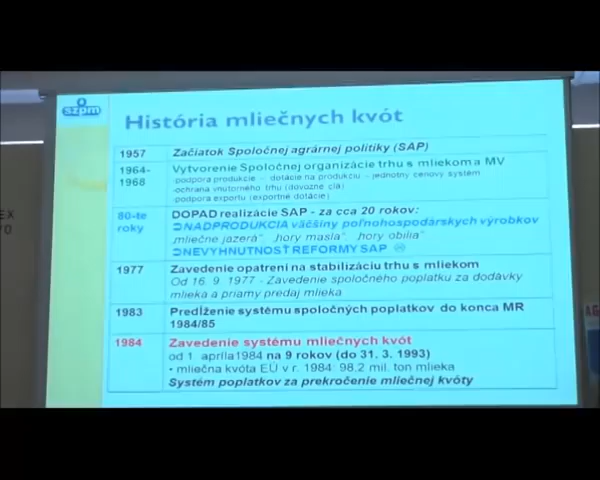 szpm
História mliečnych kvót
1957 Začiatok Spoločnej agrárnej politiky (SAP)
1964-1968 Vytvorenie Spoločnej organizácie trhu s mliekom a MV
-podpora produkcie - dotácie na produkciu - jednotný cenový systém
-ochrana vnútorného trhu (dovozné clá)
-podpora exportu (exportné dotácie)
80-te roky DOPAD realizácie SAP - za cca 20 rokov:
NADPRODUKCIA väčšiny poľnohospodárskych výrobkov
„mliečne jazerá“ „hory masla“ „hory obilia“
NEVYHNUTNOSŤ REFORMY SAP
1977 Zavedenie opatrení na stabilizáciu trhu s mliekom
Od 16. 9. 1977 - Zavedenie spoločného poplatku za dodávky
mlieka a priamy predaj mlieka
1983 Predĺženie systému spoločných poplatkov do konca MR
1984/85
1984 Zavedenie systému mliečnych kvót
od 1. apríla 1984 na 9 rokov (do 31. 3. 1993)
• mliečna kvóta EÚ v r. 1984 98,2 mil. ton mlieka
Systém poplatkov za prekročenie mliečnej kvóty